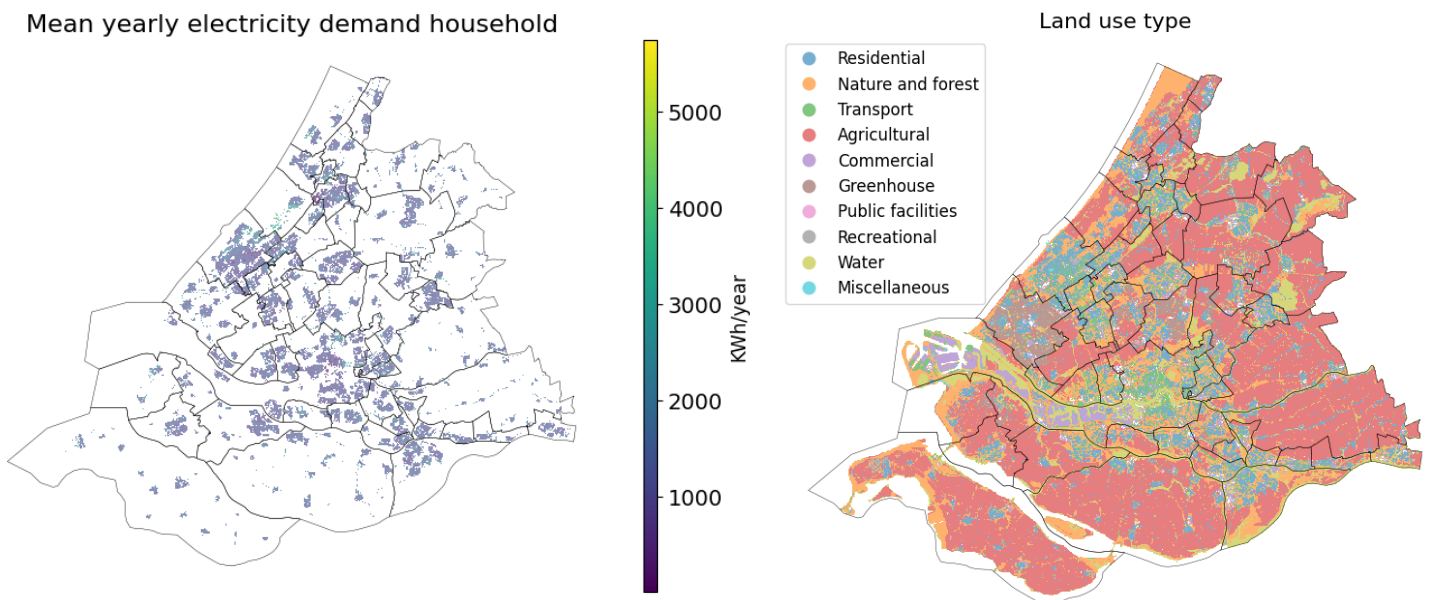 Mean yearly electricity demand household
5000
4000
3000
2000
1000
KWh/year
Land use type
Residential
Nature and forest
Transport
Agricultural
Commercial
Greenhouse
Public facilities
Recreational
Water
Miscellaneous